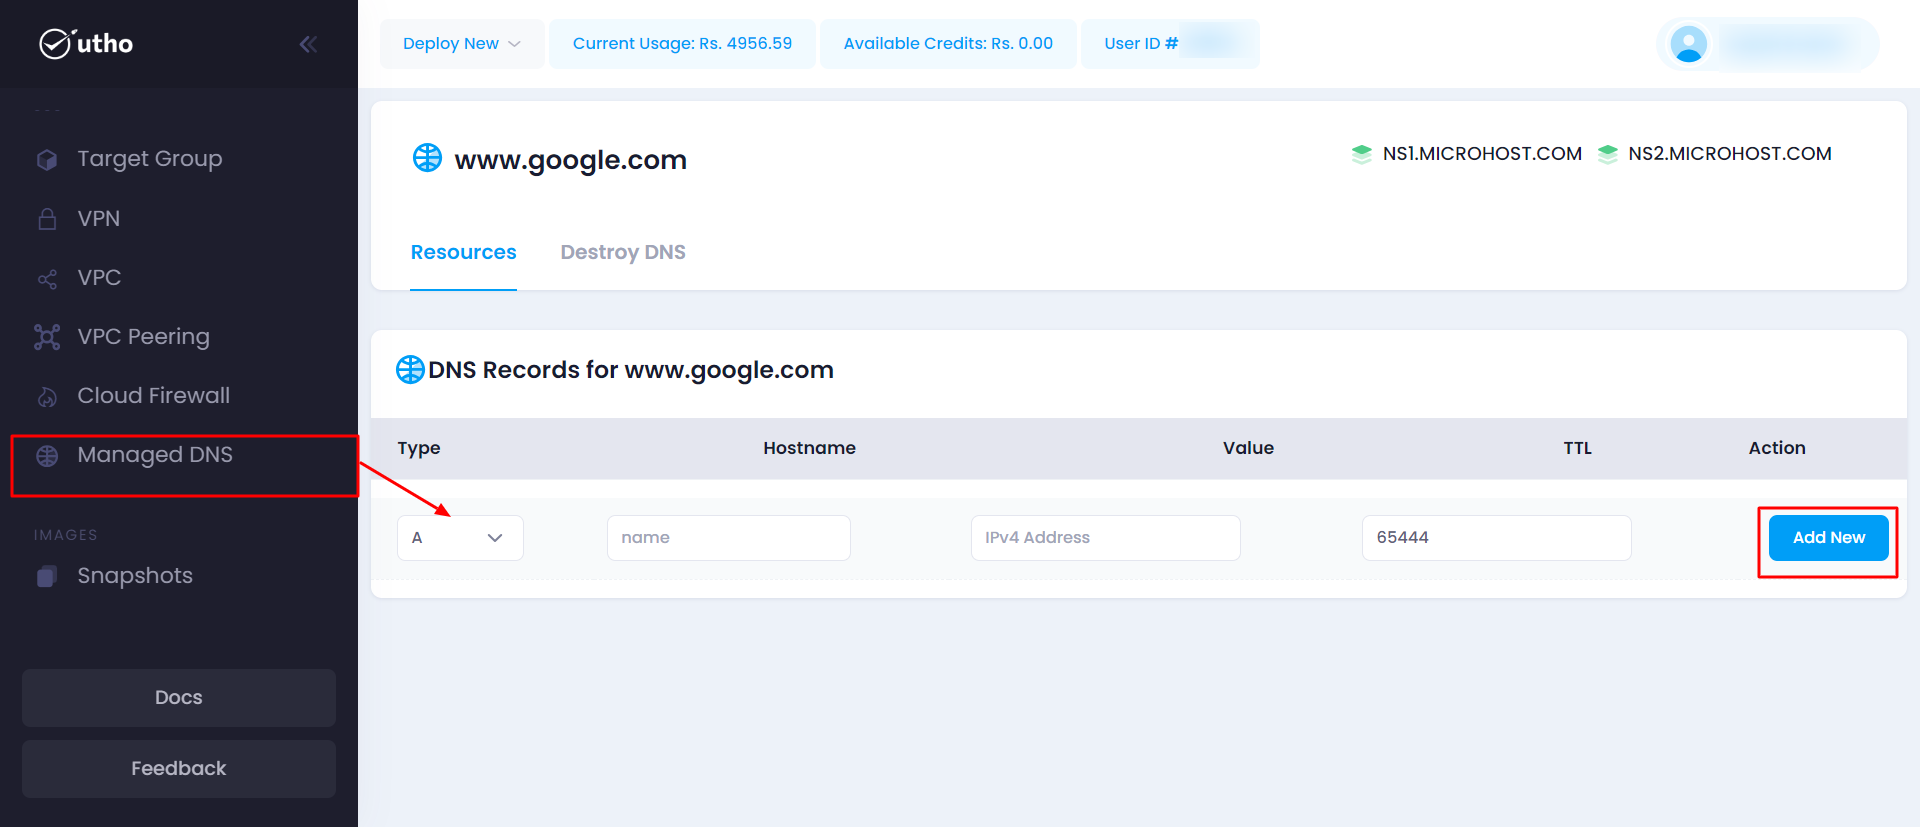 utho
Deploy New
Current Usage: Rs. 4956.59
Available Credits: Rs. 0.00
User ID #
Target Group
VPN
VPC
VPC Peering
Cloud Firewall
Managed DNS
IMAGES
Snapshots
Docs
Feedback
www.google.com
NS1.MICROHOST.COM
NS2.MICROHOST.COM
Resources
Destroy DNS
DNS Records for www.google.com
Type Hostname Value TTL Action
A name IPv4 Address 65444 Add New